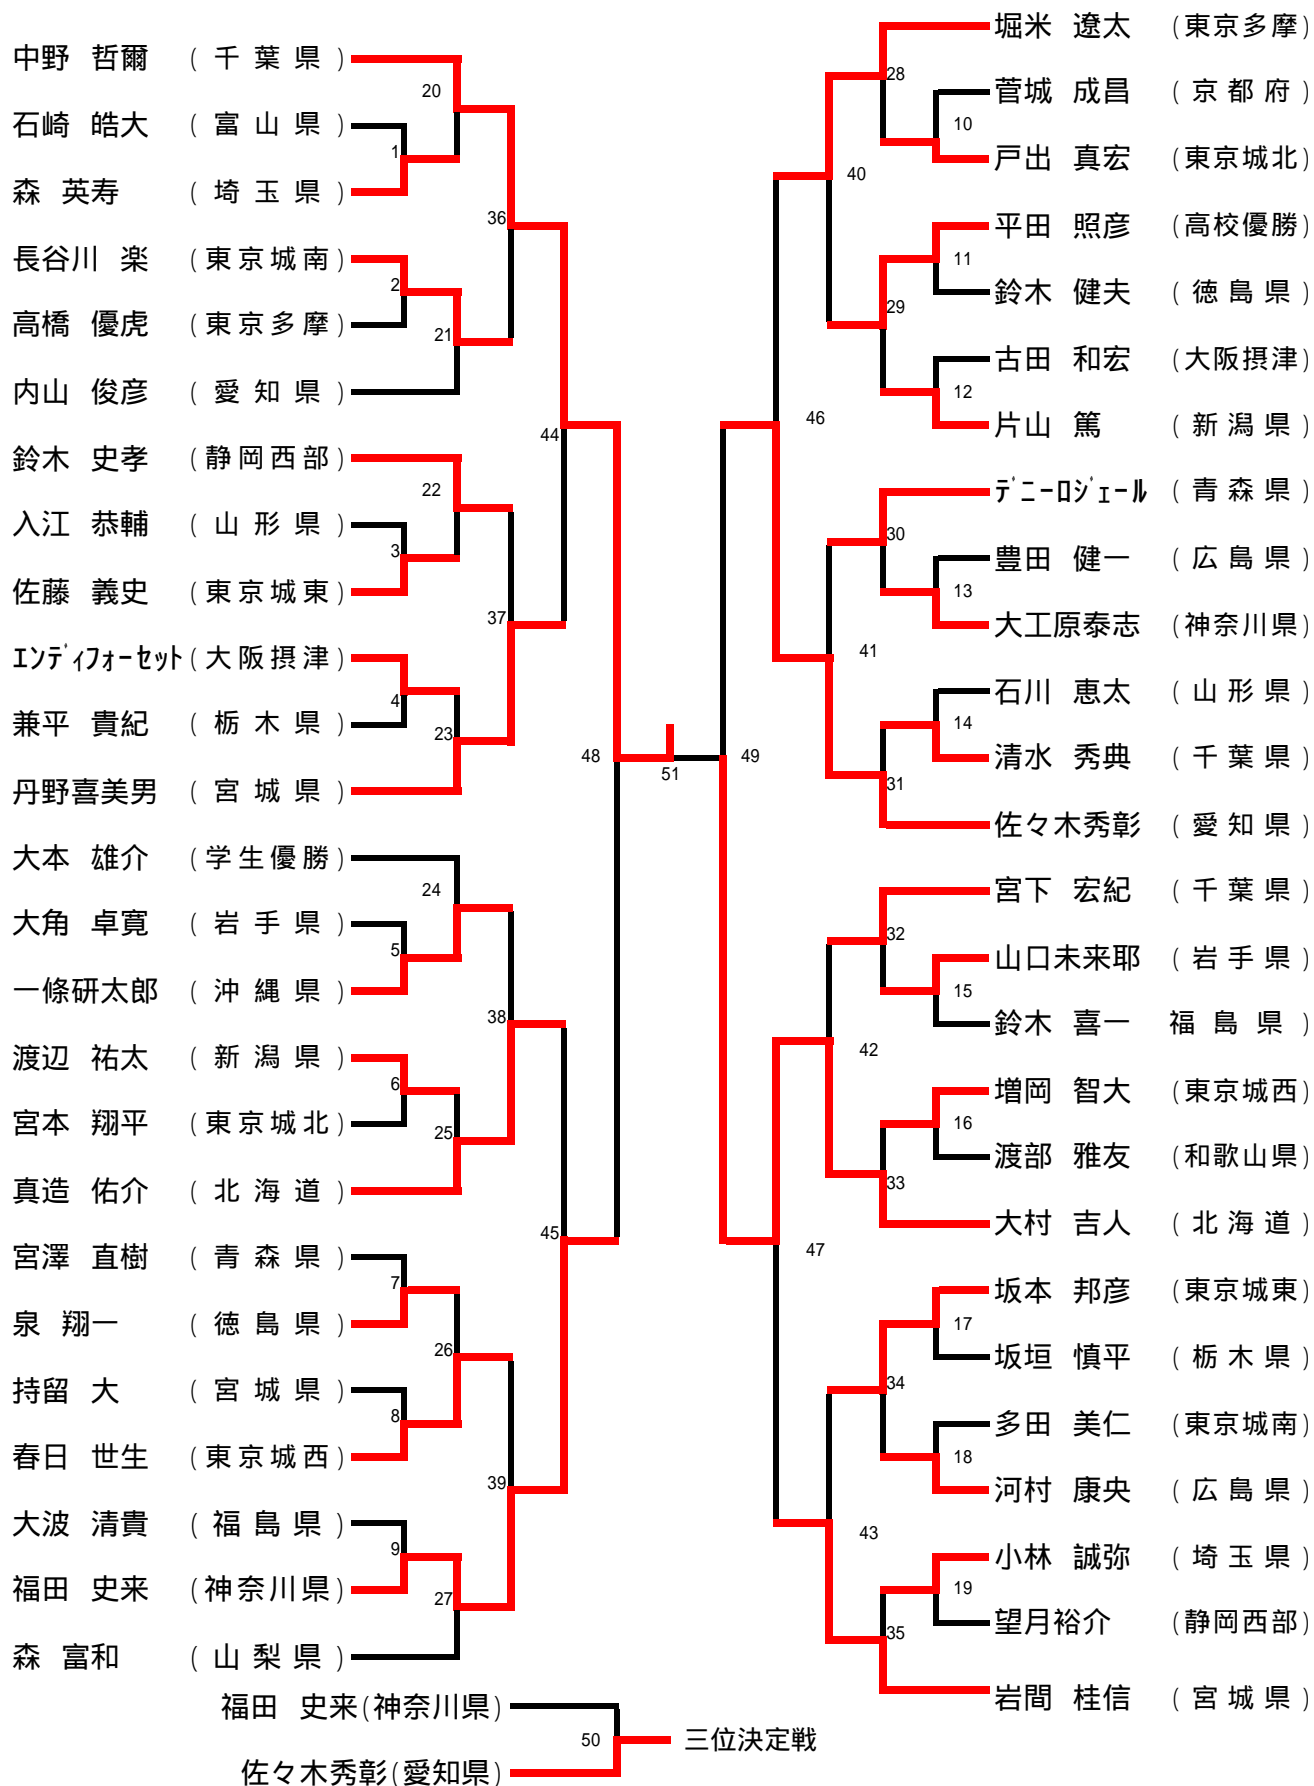 中野 哲爾 (千葉県)
20
石崎 皓大 (富山県)
1
森 英寿 (埼玉県)
36
長谷川 楽 (東京城南)
2
高橋 優虎 (東京多摩)
21
内山 俊彦 (愛知県)
44
鈴木 史孝 (静岡西部)
22
入江 恭輔 (山形県)
3
佐藤 義史 (東京城東)
37
エンディフォーセット (大阪摂津)
4
兼平 貴紀 (栃木県)
23
丹野喜美男 (宮城県)
48
大本 雄介 (学生優勝)
24
大角 卓寛 (岩手県)
5
一條研太郎 (沖縄県)
38
渡辺 祐太 (新潟県)
6
宮本 翔平 (東京城北)
25
真造 佑介 (北海道)
45
宮澤 直樹 (青森県)
7
泉 翔一 (徳島県)
26
持留 大 (宮城県)
8
春日 世生 (東京城西)
39
大波 清貴 (福島県)
9
福田 史来 (神奈川県)
27
森 富和 (山梨県)
51
堀米 遼太 (東京多摩)
28
菅城 成昌 (京都府)
10
戸出 真宏 (東京城北)
40
平田 照彦 (高校優勝)
11
鈴木 健夫 (徳島県)
29
古田 和宏 (大阪摂津)
12
片山 篤 (新潟県)
46
デニーロジェール (青森県)
30
豊田 健一 (広島県)
13
大工原泰志 (神奈川県)
41
石川 恵太 (山形県)
14
清水 秀典 (千葉県)
31
佐々木秀彰 (愛知県)
49
宮下 宏紀 (千葉県)
32
山口未来耶 (岩手県)
15
鈴木 喜一 福島県)
42
増岡 智大 (東京城西)
16
渡部 雅友 (和歌山県)
33
大村 吉人 (北海道)
47
坂本 邦彦 (東京城東)
17
坂垣 慎平 (栃木県)
34
多田 美仁 (東京城南)
18
河村 康央 (広島県)
43
小林 誠弥 (埼玉県)
19
望月裕介 (静岡西部)
35
岩間 桂信 (宮城県)
福田 史来(神奈川県)
50 三位決定戦
佐々木秀彰(愛知県)